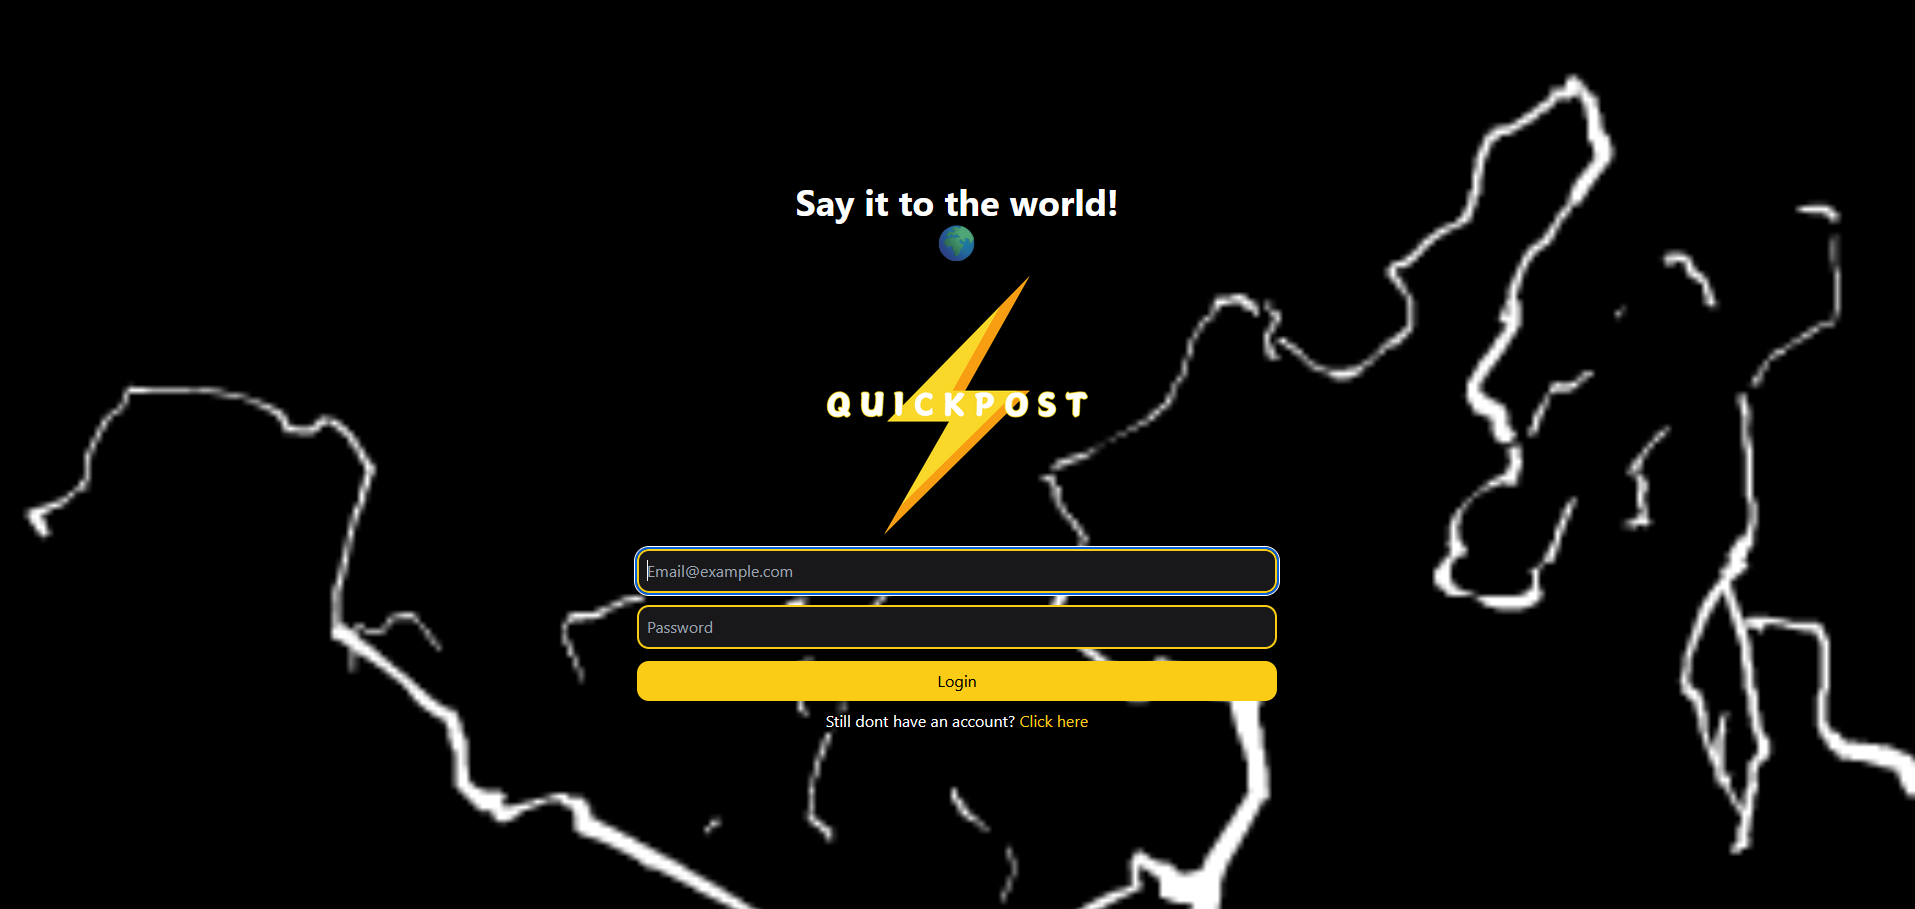 Say it to the world!
QUICKPOST
Email@example.com
Password
Login
Still dont have an account? Click here